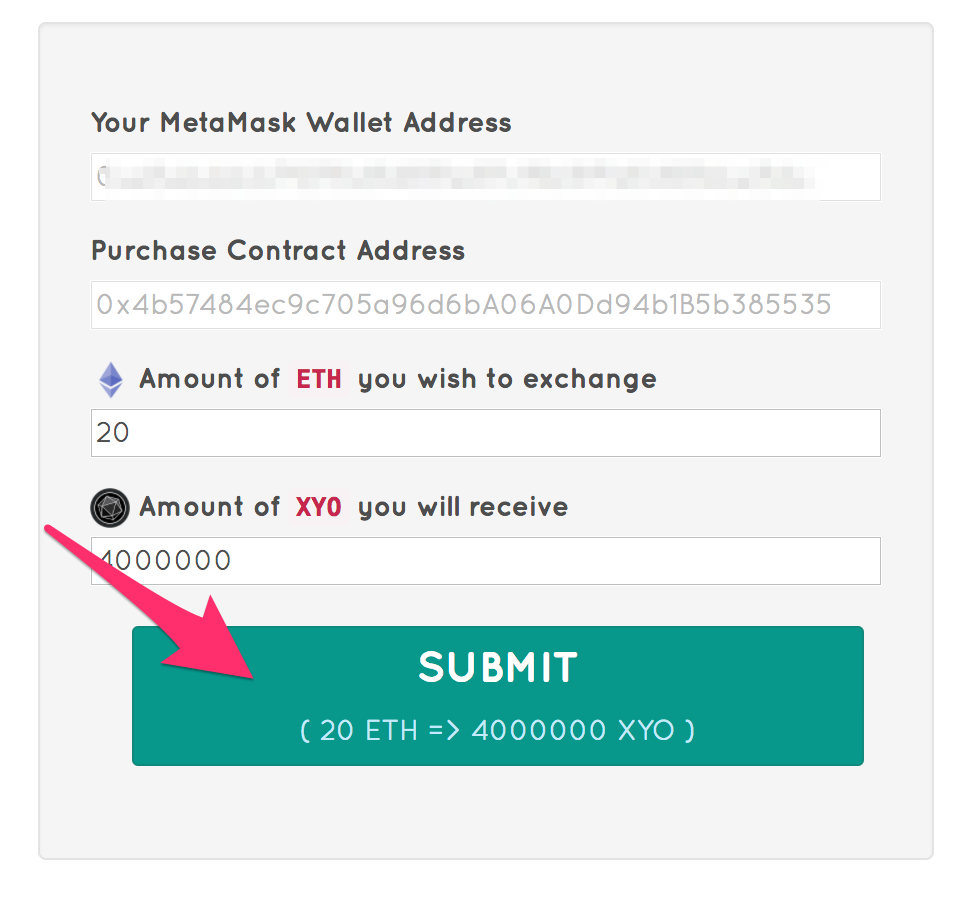 Your MetaMask Wallet Address
Purchase Contract Address
0x4b57484ec9c705a96d6bA06A0Dd94b1B5b385535
Amount of ETH you wish to exchange
20
Amount of XYO you will receive
4000000
SUBMIT
( 20 ETH => 4000000 XYO )